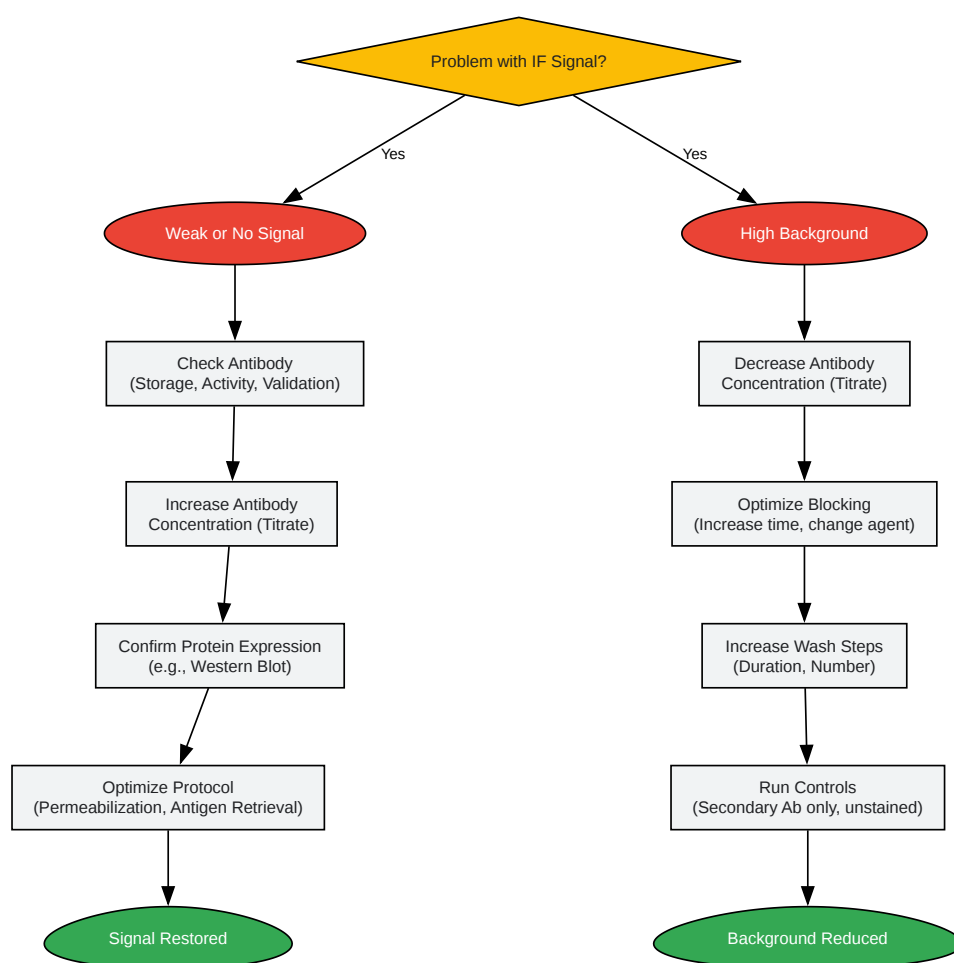 Problem with IF Signal?
Yes
Yes
Weak or No Signal
High Background
Check Antibody
(Storage, Activity, Validation)
Decrease Antibody
Concentration (Titrate)
Increase Antibody
Concentration (Titrate)
Optimize Blocking
(Increase time, change agent)
Confirm Protein Expression
(e.g., Western Blot)
Increase Wash Steps
(Duration, Number)
Optimize Protocol
(Permeabilization, Antigen Retrieval)
Run Controls
(Secondary Ab only, unstained)
Signal Restored
Background Reduced